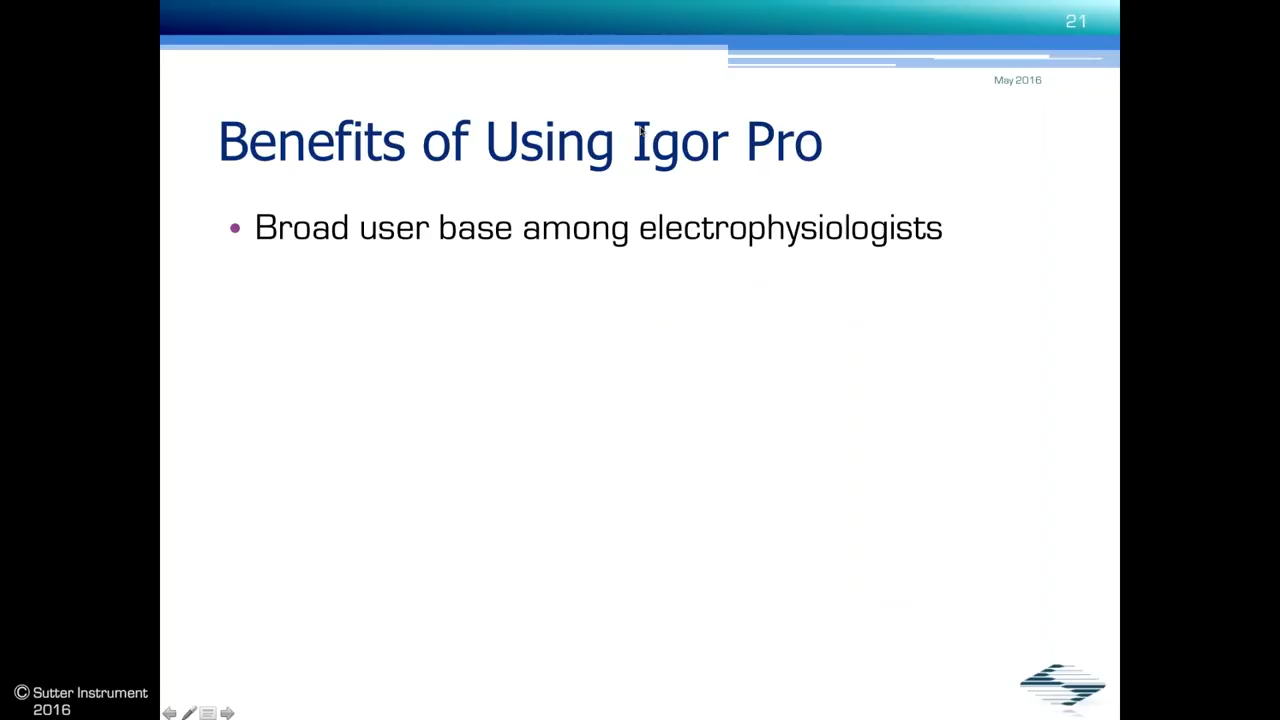 21
May 2016
Benefits of Using Igor Pro
• Broad user base among electrophysiologists
© Sutter Instrument
2016